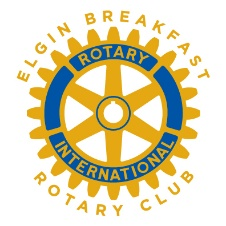 ELGIN BREAKFAST
ROTARY
INTERNATIONAL
ROTARY CLUB